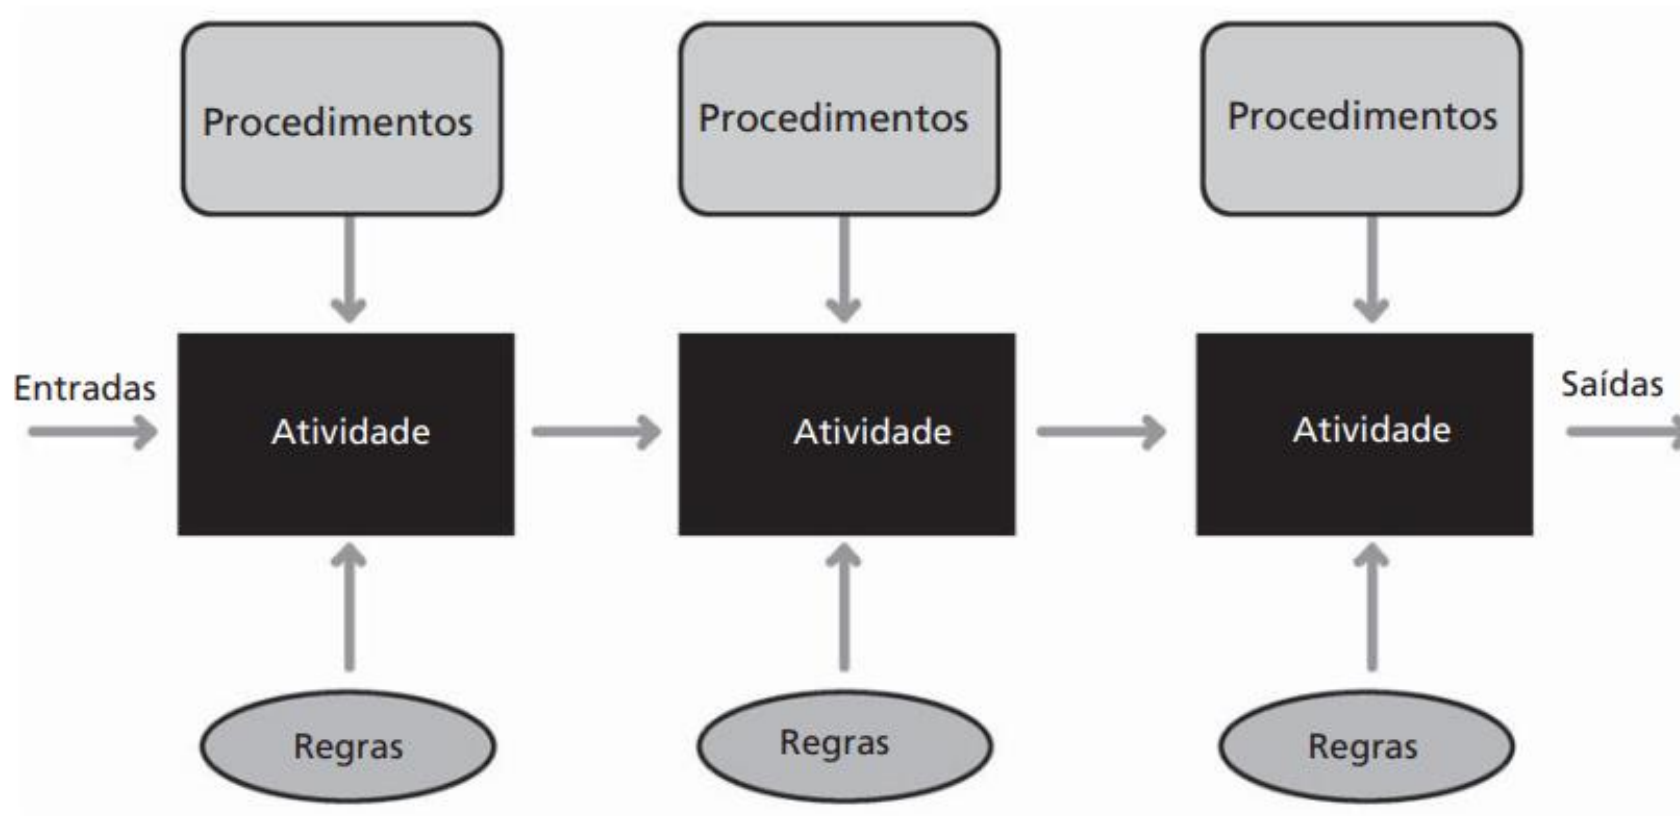 Procedimentos
Procedimentos
Procedimentos
Entradas
Atividade
Atividade
Atividade
Saídas
Regras
Regras
Regras